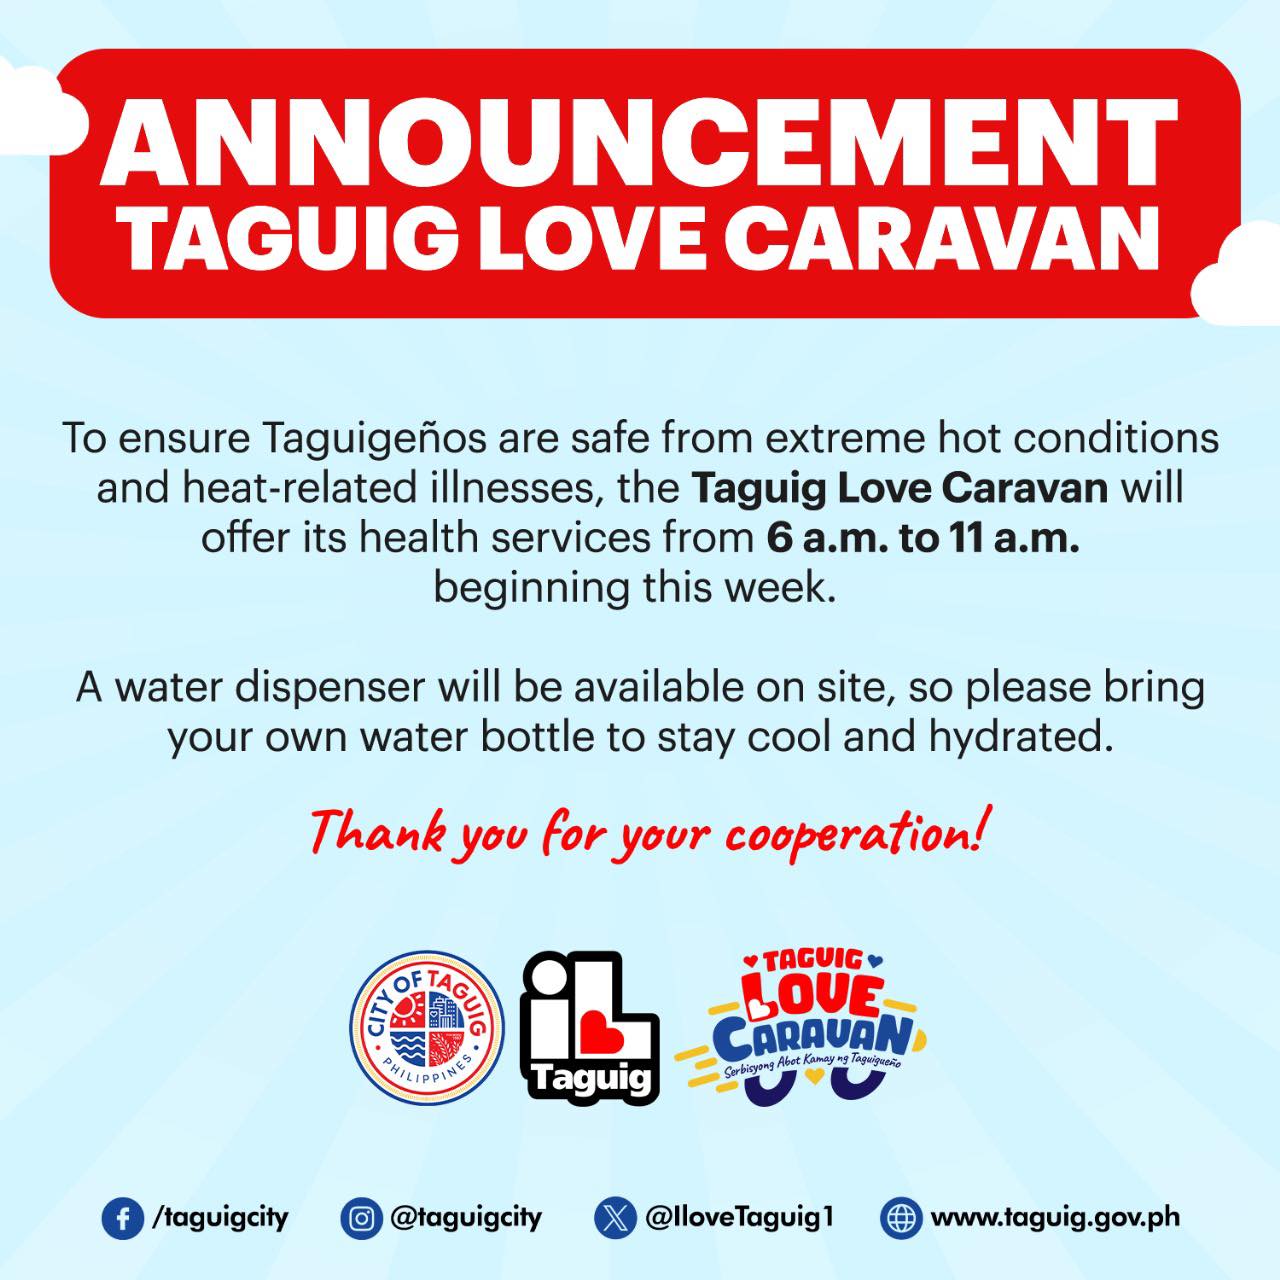 ANNOUNCEMENT
TAGUIG LOVE CARAVAN
To ensure Taguigeños are safe from extreme hot conditions
and heat-related illnesses, the Taguig Love Caravan will
offer its health services from 6 a.m. to 11 a.m.
beginning this week.
A water dispenser will be available on site, so please bring
your own water bottle to stay cool and hydrated.
Thank you for your cooperation!
CITY OF TAGUIG
PHILIPPINES
iL
Taguig
TAGUIG
LOVE
CARAVAN
Serbisyong Abot Kamay ng Taguigueño
/taguigcity
@taguigcity
@IloveTaguig1
www.taguig.gov.ph